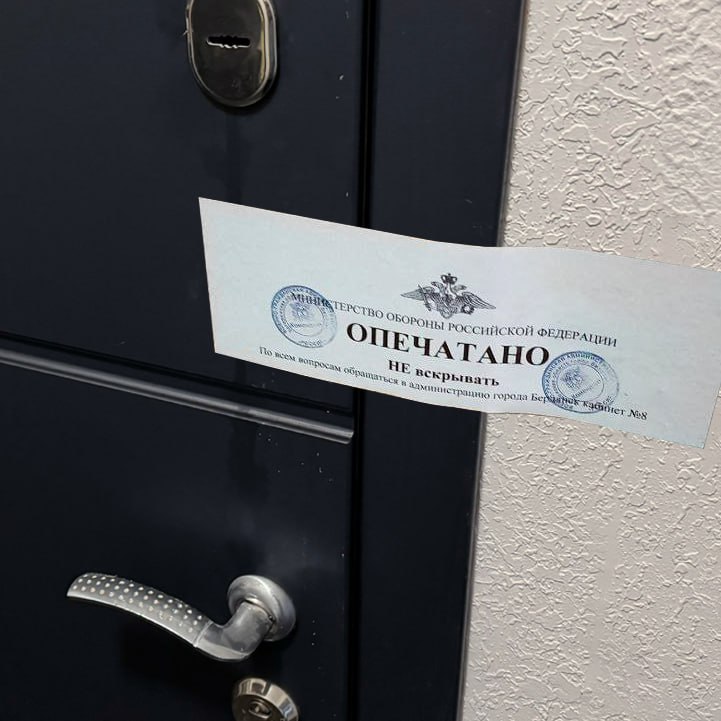 МИНИСТЕРСТВО ОБОРОНЫ РОССИЙСКОЙ ФЕДЕРАЦИИ
ОПЕЧАТАНО
НЕ вскрывать
По всем вопросам обращаться в администрацию города Бердянск кабинет №8